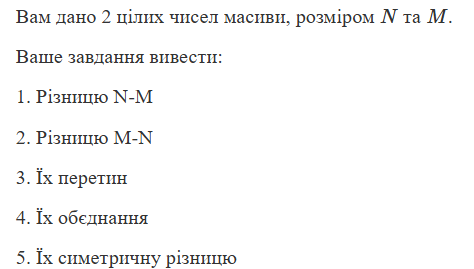 Вам дано 2 цілих чисел масиви, розміром N та M.
Ваше завдання вивести:
1. Різницю N-M
2. Різницю M-N
3. Їх перетин
4. Їх обєднання
5. Їх симетричну різницю